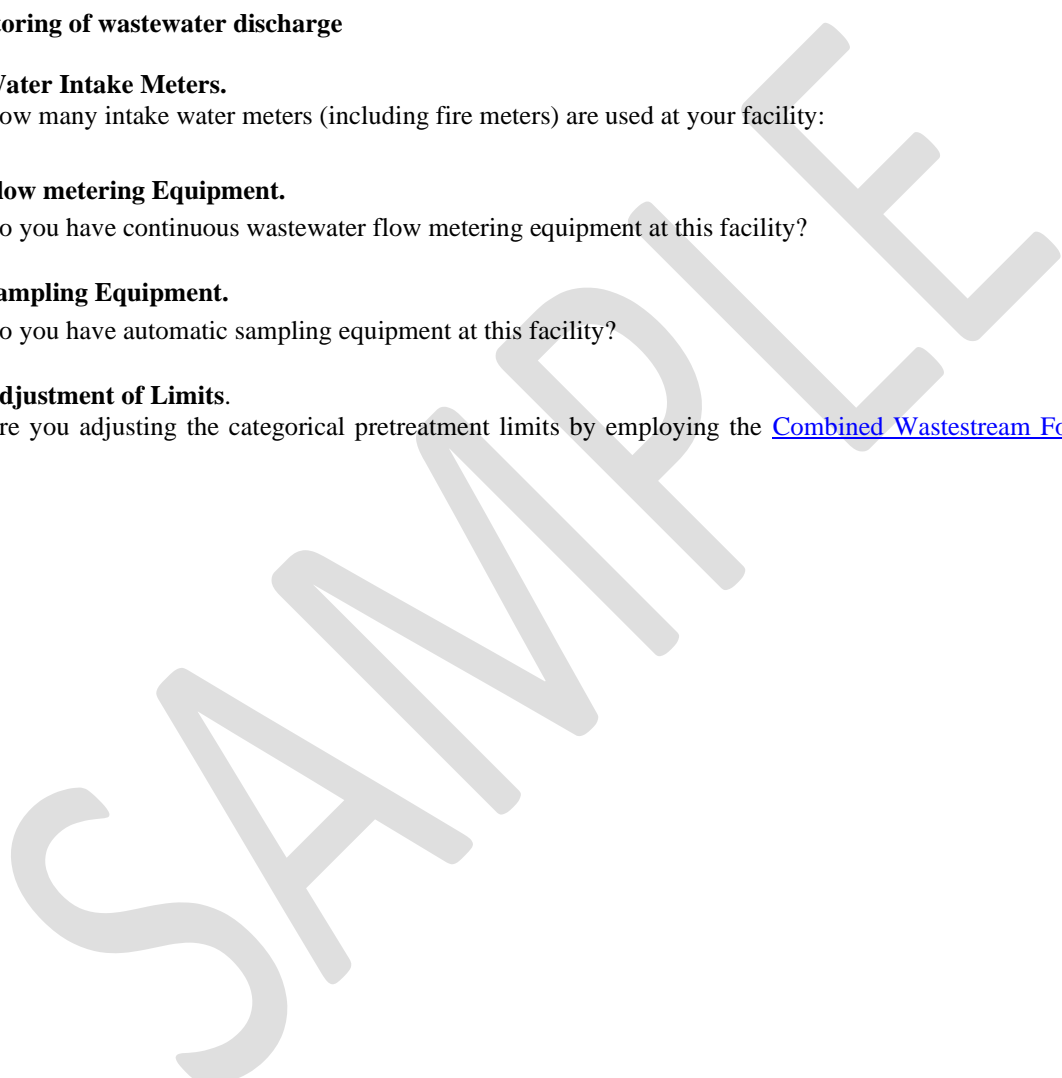 toring of wastewater discharge
Water Intake Meters.
ow many intake water meters (including fire meters) are used at your facility:
low metering Equipment.
o you have continuous wastewater flow metering equipment at this facility?
ampling Equipment.
o you have automatic sampling equipment at this facility?
djustment of Limits.
re you adjusting the categorical pretreatment limits by employing the Combined Wastestream Fo
SAMPLE